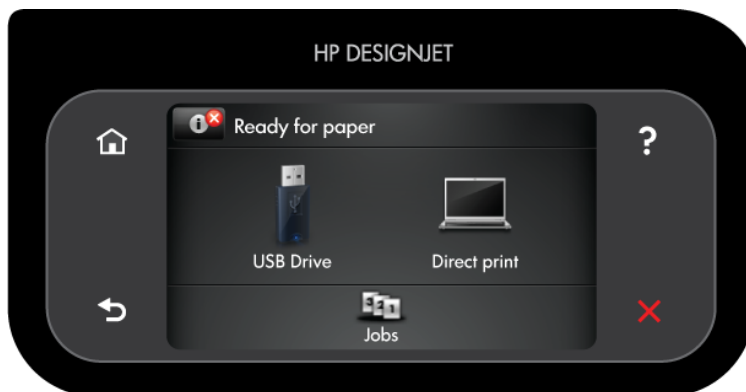 HP DESIGNJET
Ready for paper
?
USB Drive
Direct print
Jobs